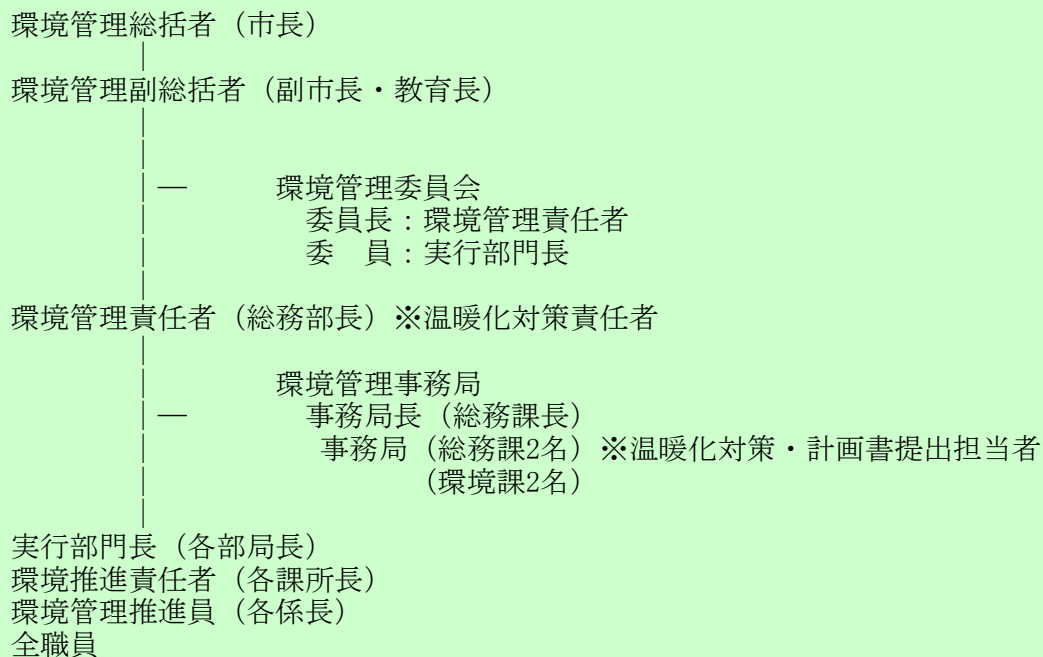 環境管理総括者（市長）
環境管理副総括者（副市長・教育長）
環境管理委員会
委員長：環境管理責任者
委　員：実行部門長
環境管理責任者（総務部長）※温暖化対策責任者
環境管理事務局
事務局長（総務課長）
事務局（総務課2名）※温暖化対策・計画書提出担当者
（環境課2名）
実行部門長（各部局長）
環境推進責任者（各課所長）
環境管理推進員（各係長）
全職員